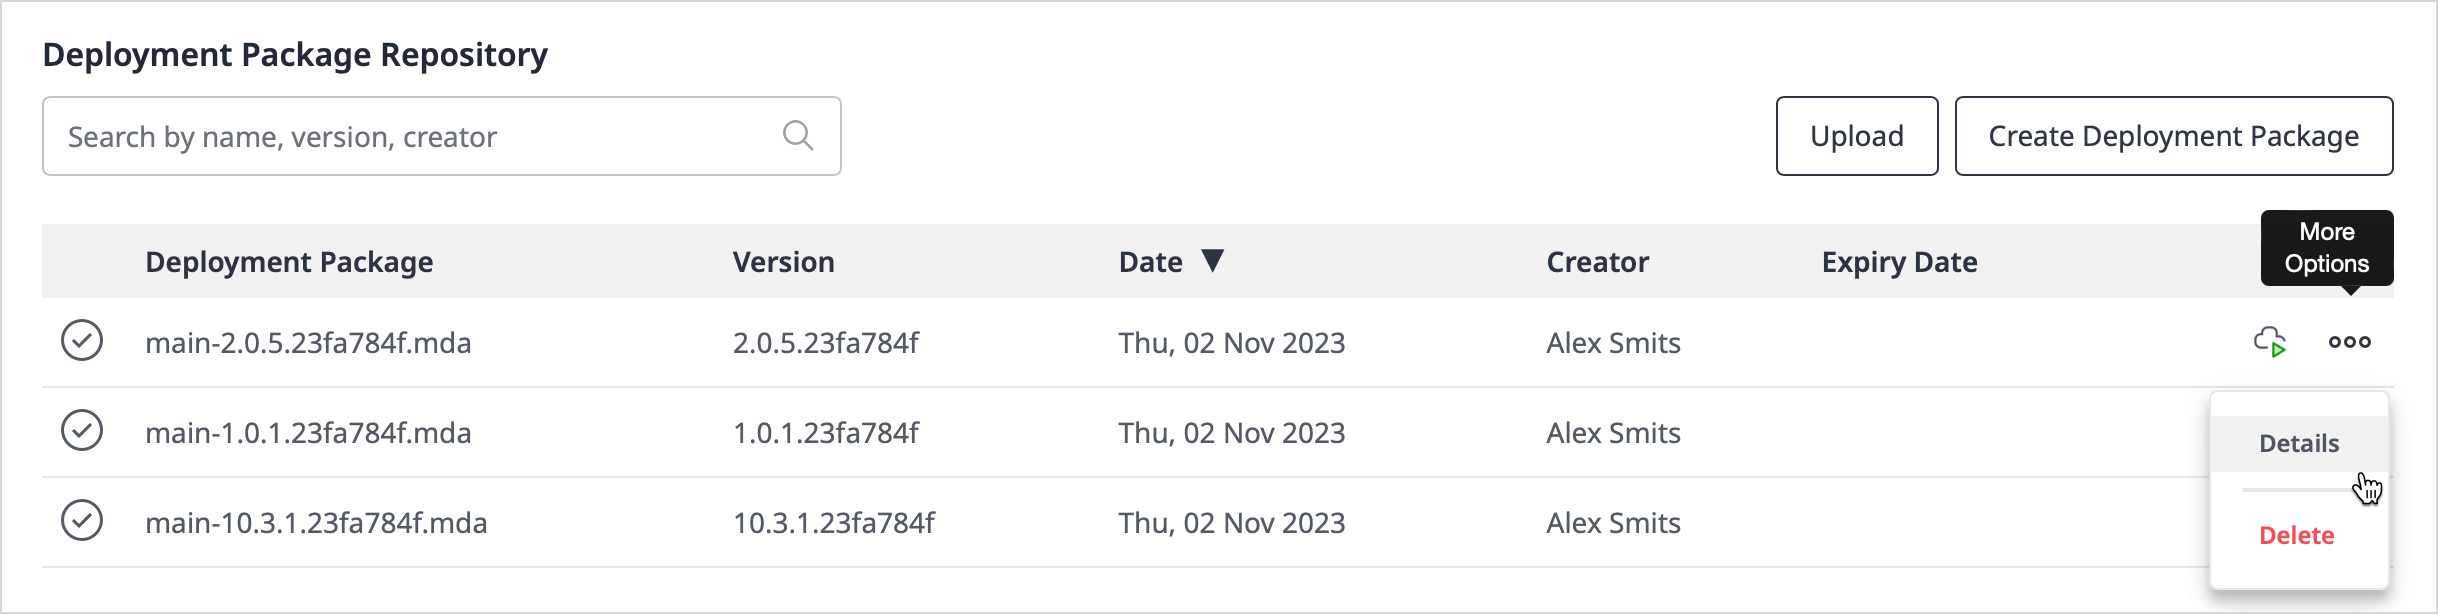 Deployment Package Repository
Search by name, version, creator
Upload
Create Deployment Package
More
Options
Deployment Package Version Date ▼ Creator Expiry Date
main-2.0.5.23fa784f.mda 2.0.5.23fa784f Thu, 02 Nov 2023 Alex Smits
main-1.0.1.23fa784f.mda 1.0.1.23fa784f Thu, 02 Nov 2023 Alex Smits
Details
main-10.3.1.23fa784f.mda 10.3.1.23fa784f Thu, 02 Nov 2023 Alex Smits
Delete